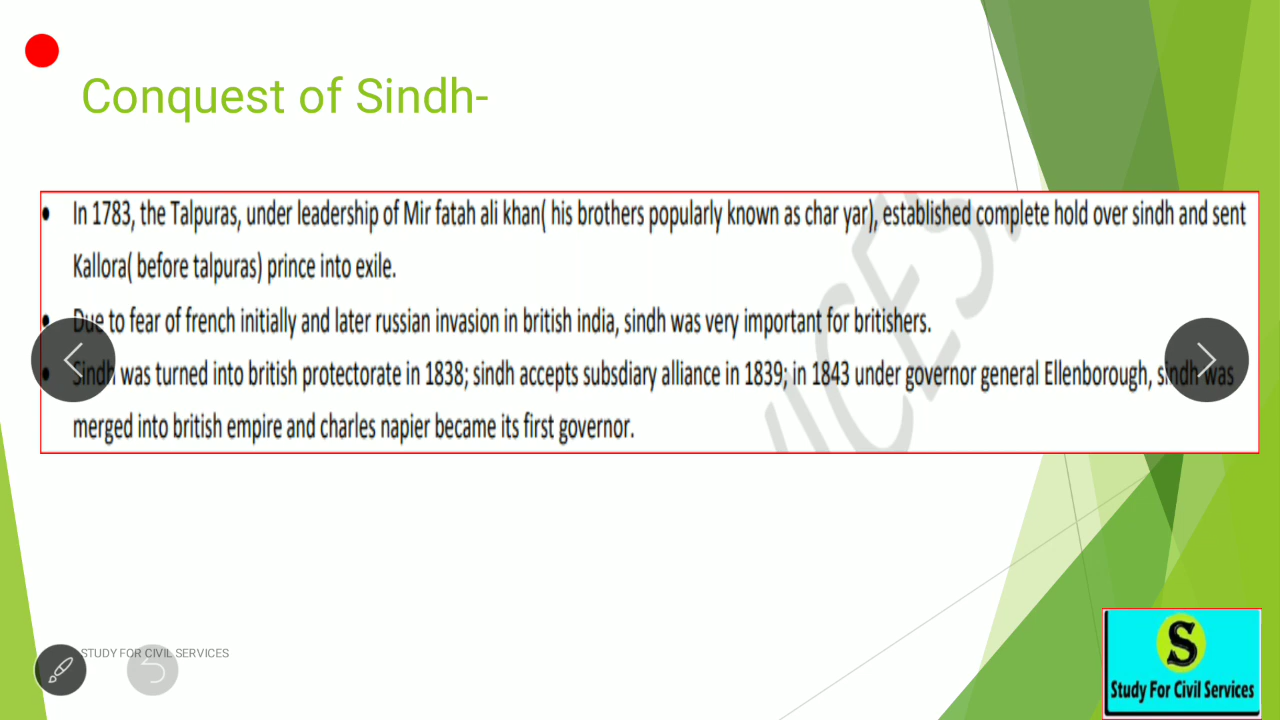 Conquest of Sindh-
• In 1783, the Talpuras, under leadership of Mir fatah ali khan( his brothers popularly known as char yar), established complete hold over sindh and sent
Kallora( before talpuras) prince into exile.
• Due to fear of french initially and later russian invasion in british india, sindh was very important for britishers.
• Sindh was turned into british protectorate in 1838; sindh accepts subsdiary alliance in 1839; in 1843 under governor general Ellenborough, sindh was
merged into british empire and charles napier became its first governor.
STUDY FOR CIVIL SERVICES
S
Study For Civil Services